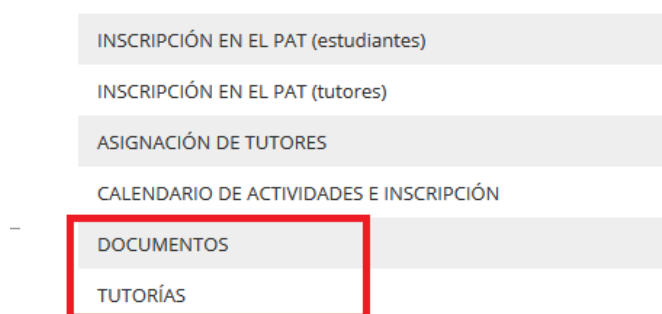 INSCRIPCIÓN EN EL PAT (estudiantes)
INSCRIPCIÓN EN EL PAT (tutores)
ASIGNACIÓN DE TUTORES
CALENDARIO DE ACTIVIDADES E INSCRIPCIÓN
DOCUMENTOS
TUTORÍAS